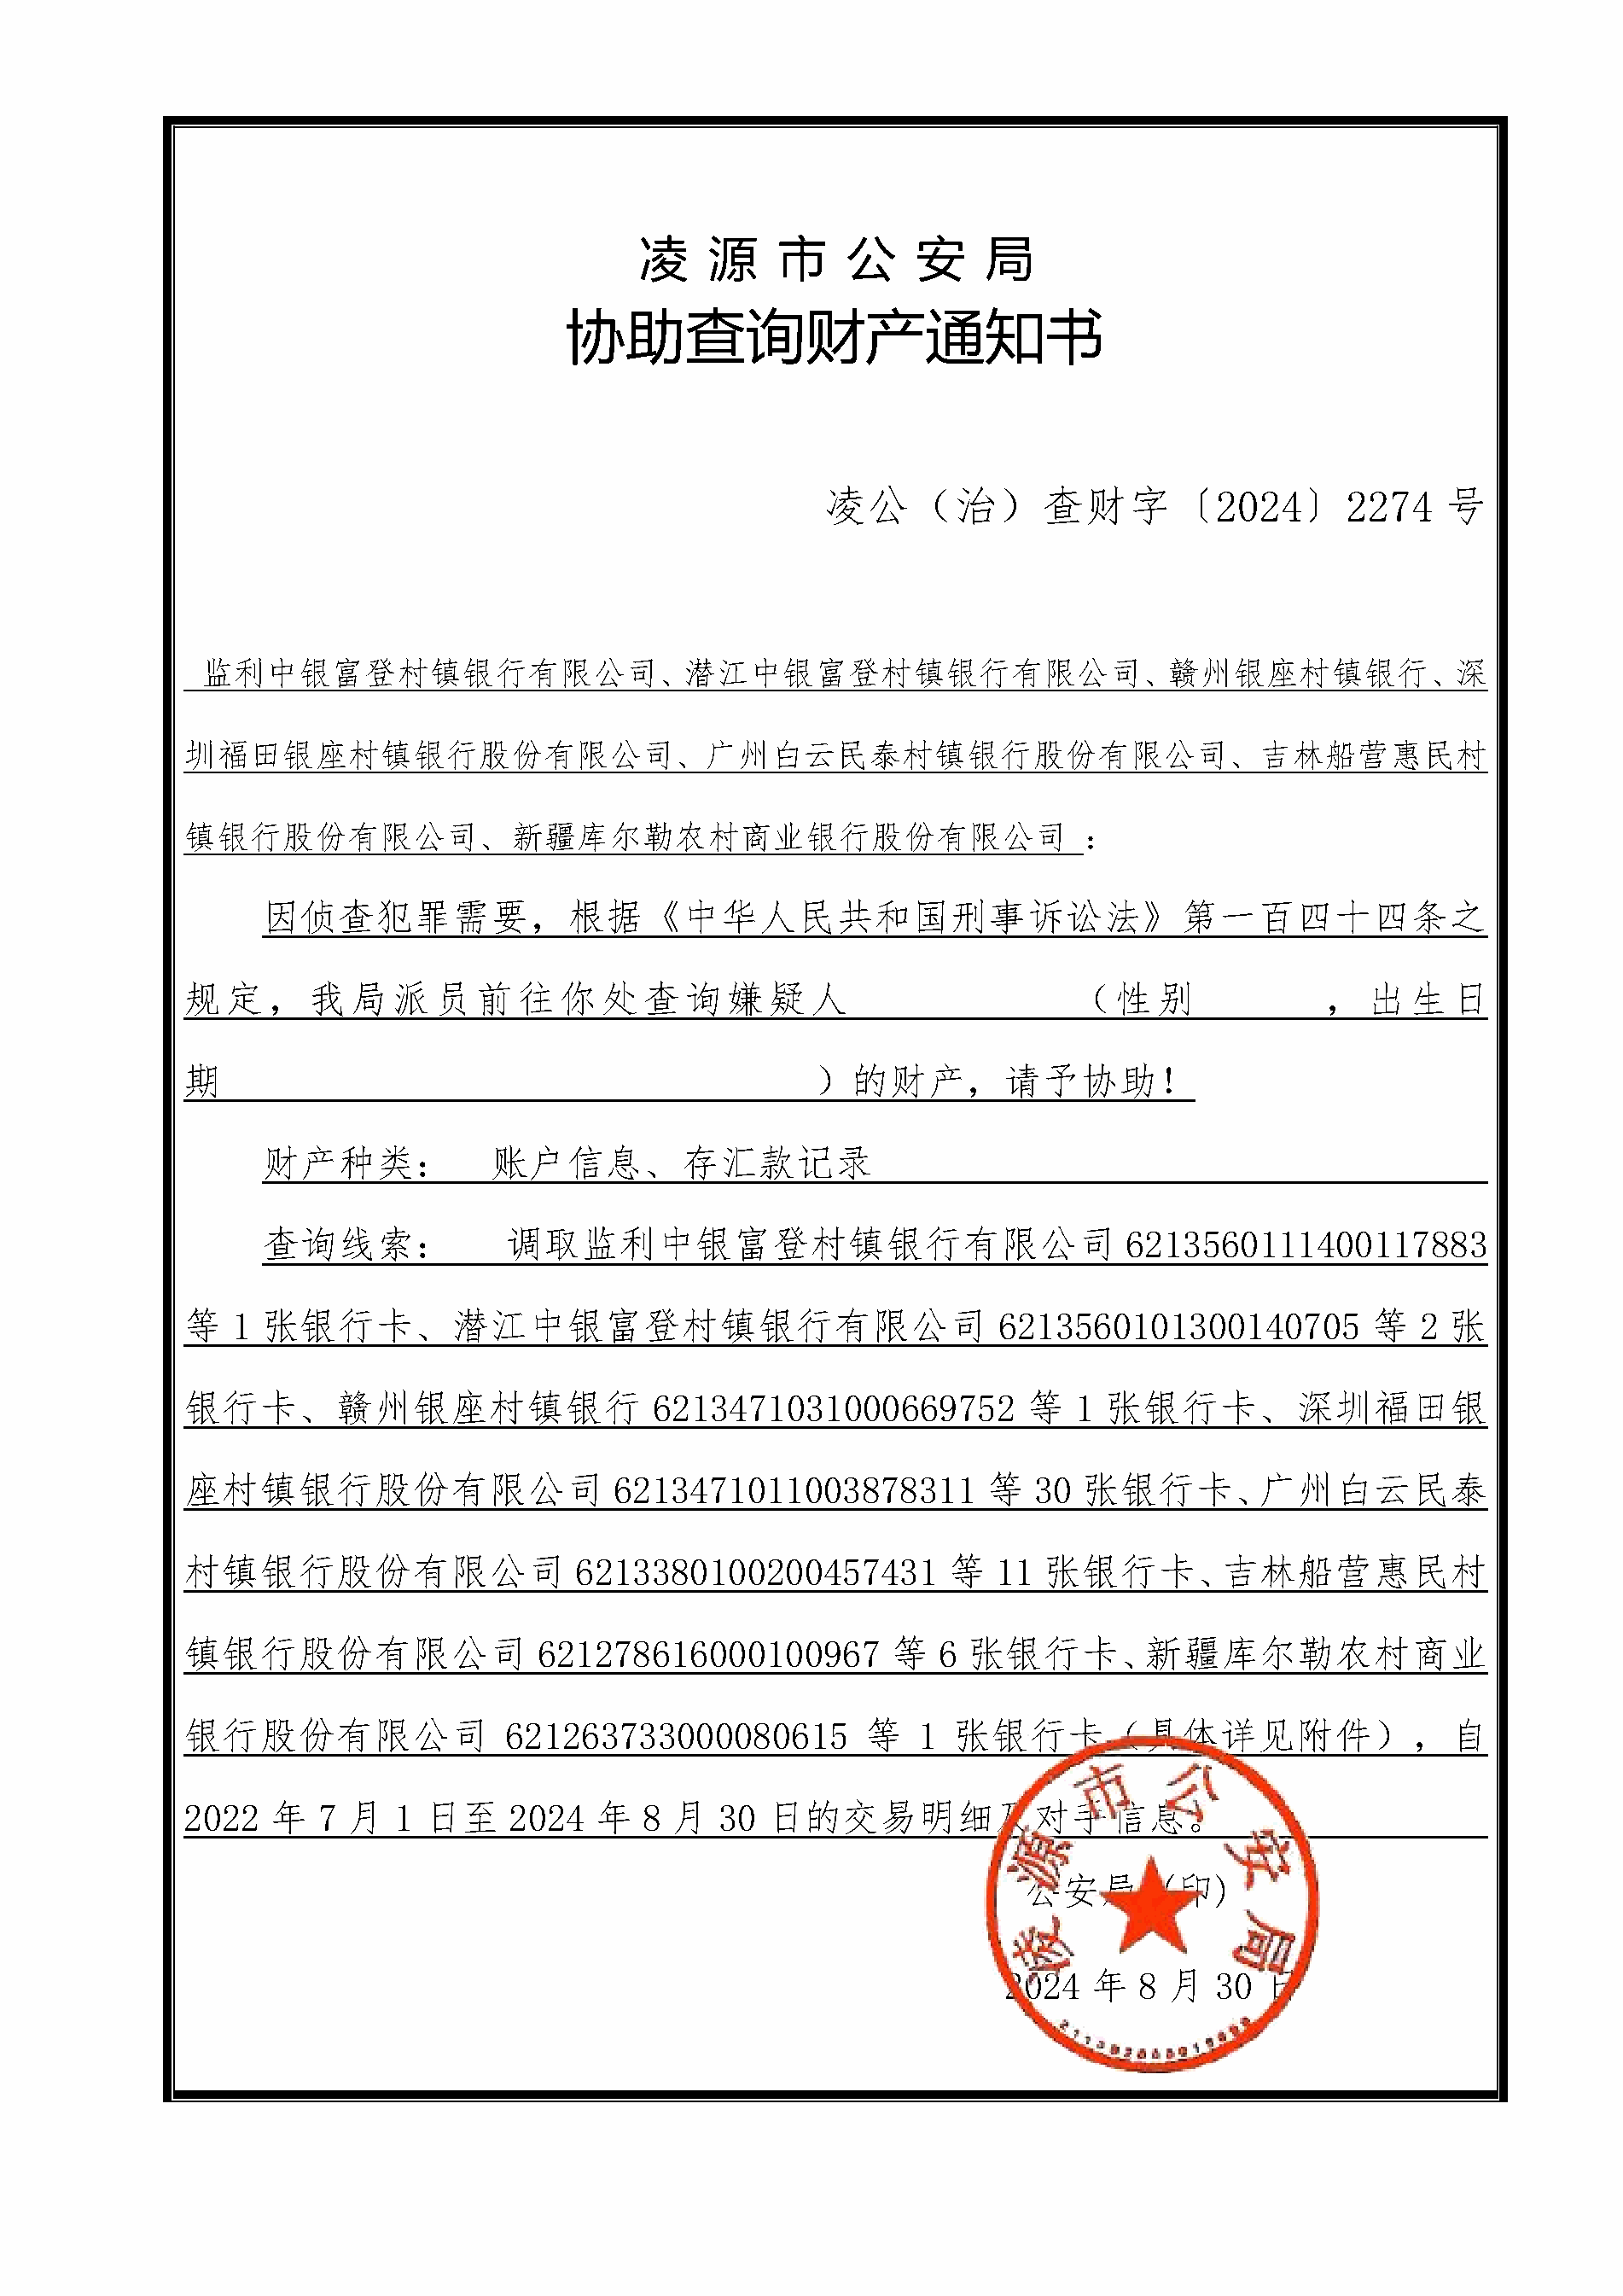 凌源市公安局
协助查询财产通知书
凌公（治）查财字〔2024〕2274 号
监利中银富登村镇银行有限公司、潜江中银富登村镇银行有限公司、赣州银座村镇银行、深
圳福田银座村镇银行股份有限公司、广州白云民泰村镇银行股份有限公司、吉林船营惠民村
镇银行股份有限公司、新疆库尔勒农村商业银行股份有限公司 ：
因侦查犯罪需要，根据《中华人民共和国刑事诉讼法》第一百四十四条之
规定，我局派员前往你处查询嫌疑人 （性别 ，出生日
期 ）的财产，请予协助！
财产种类： 账户信息、存汇款记录
查询线索： 调取监利中银富登村镇银行有限公司 6213560111400117883
等 1 张银行卡、潜江中银富登村镇银行有限公司 6213560101300140705 等 2 张
银行卡、赣州银座村镇银行 6213471031000669752 等 1 张银行卡、深圳福田银
座村镇银行股份有限公司 6213471011003878311 等 30 张银行卡、广州白云民泰
村镇银行股份有限公司 6213380100200457431 等 11 张银行卡、吉林船营惠民村
镇银行股份有限公司 621278616000100967 等 6 张银行卡、新疆库尔勒农村商业
银行股份有限公司 621263733000080615 等 1 张银行卡（具体详见附件），自
2022 年 7 月 1 日至 2024 年 8 月 30 日的交易明细及对手信息。
公安局（印）
2024 年 8 月 30 日
凌源市公安局